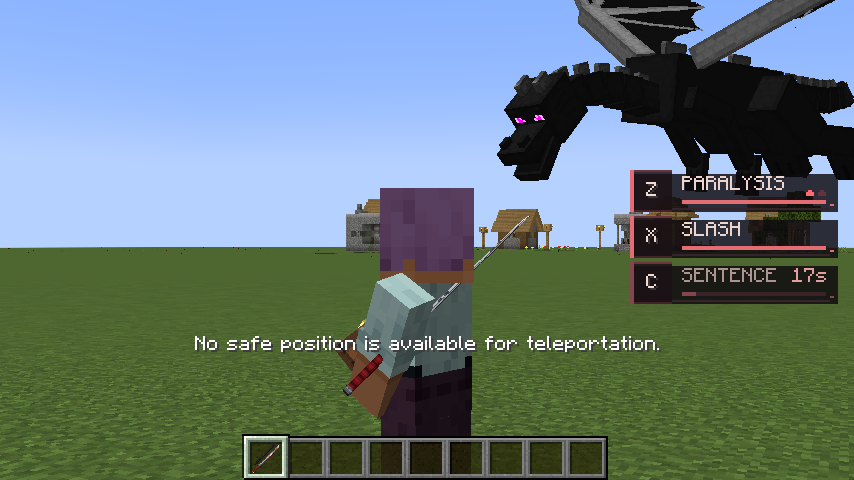 Z PARALYSIS
X SLASH
C SENTENCE 17s
No safe position is available for teleportation.